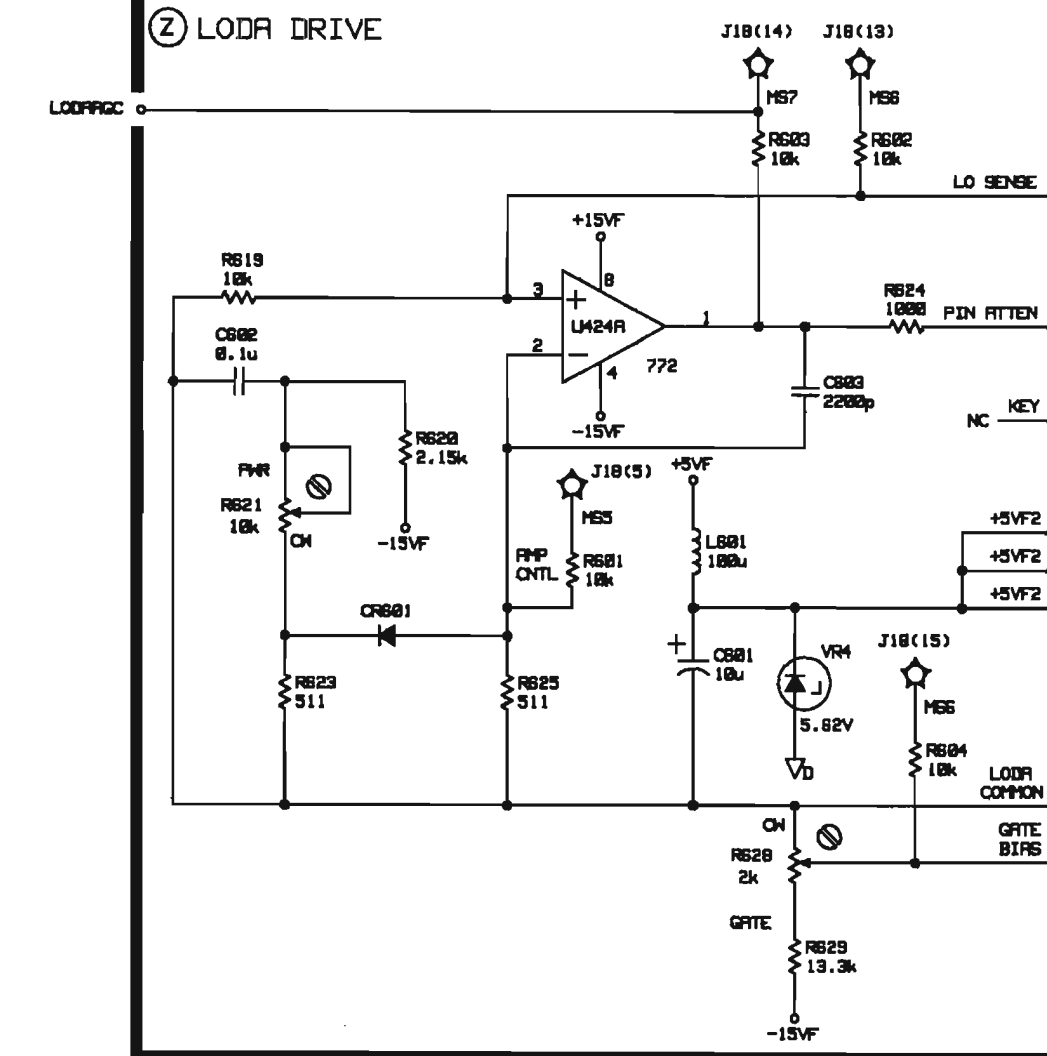 Z LODA DRIVE
J18(14) J18(13)
LODAAGC
MS7 MS6
R603 R602
10k 10k
LO SENSE
+15VF
R619
10k
3 8
U424A
R624
1000 PIN ATTEN
1
2
4 772
C602
0.1u
C603
2200p
-15VF
KEY
NC
R620
2.15k
J18(5) +5VF
PWR
R621
10k
CW
-15VF
MS5
+5VF2
AMP
CNTL
R601
10k
L601
100u
+5VF2
+5VF2
CR601
J18(15)
C601
10u
VR4
R623
511
R625
511
MS6
5.62V
R604
10k
D
LODA
COMMON
CW
GATE
BIAS
R628
2k
GATE
R629
13.3k
-15VF